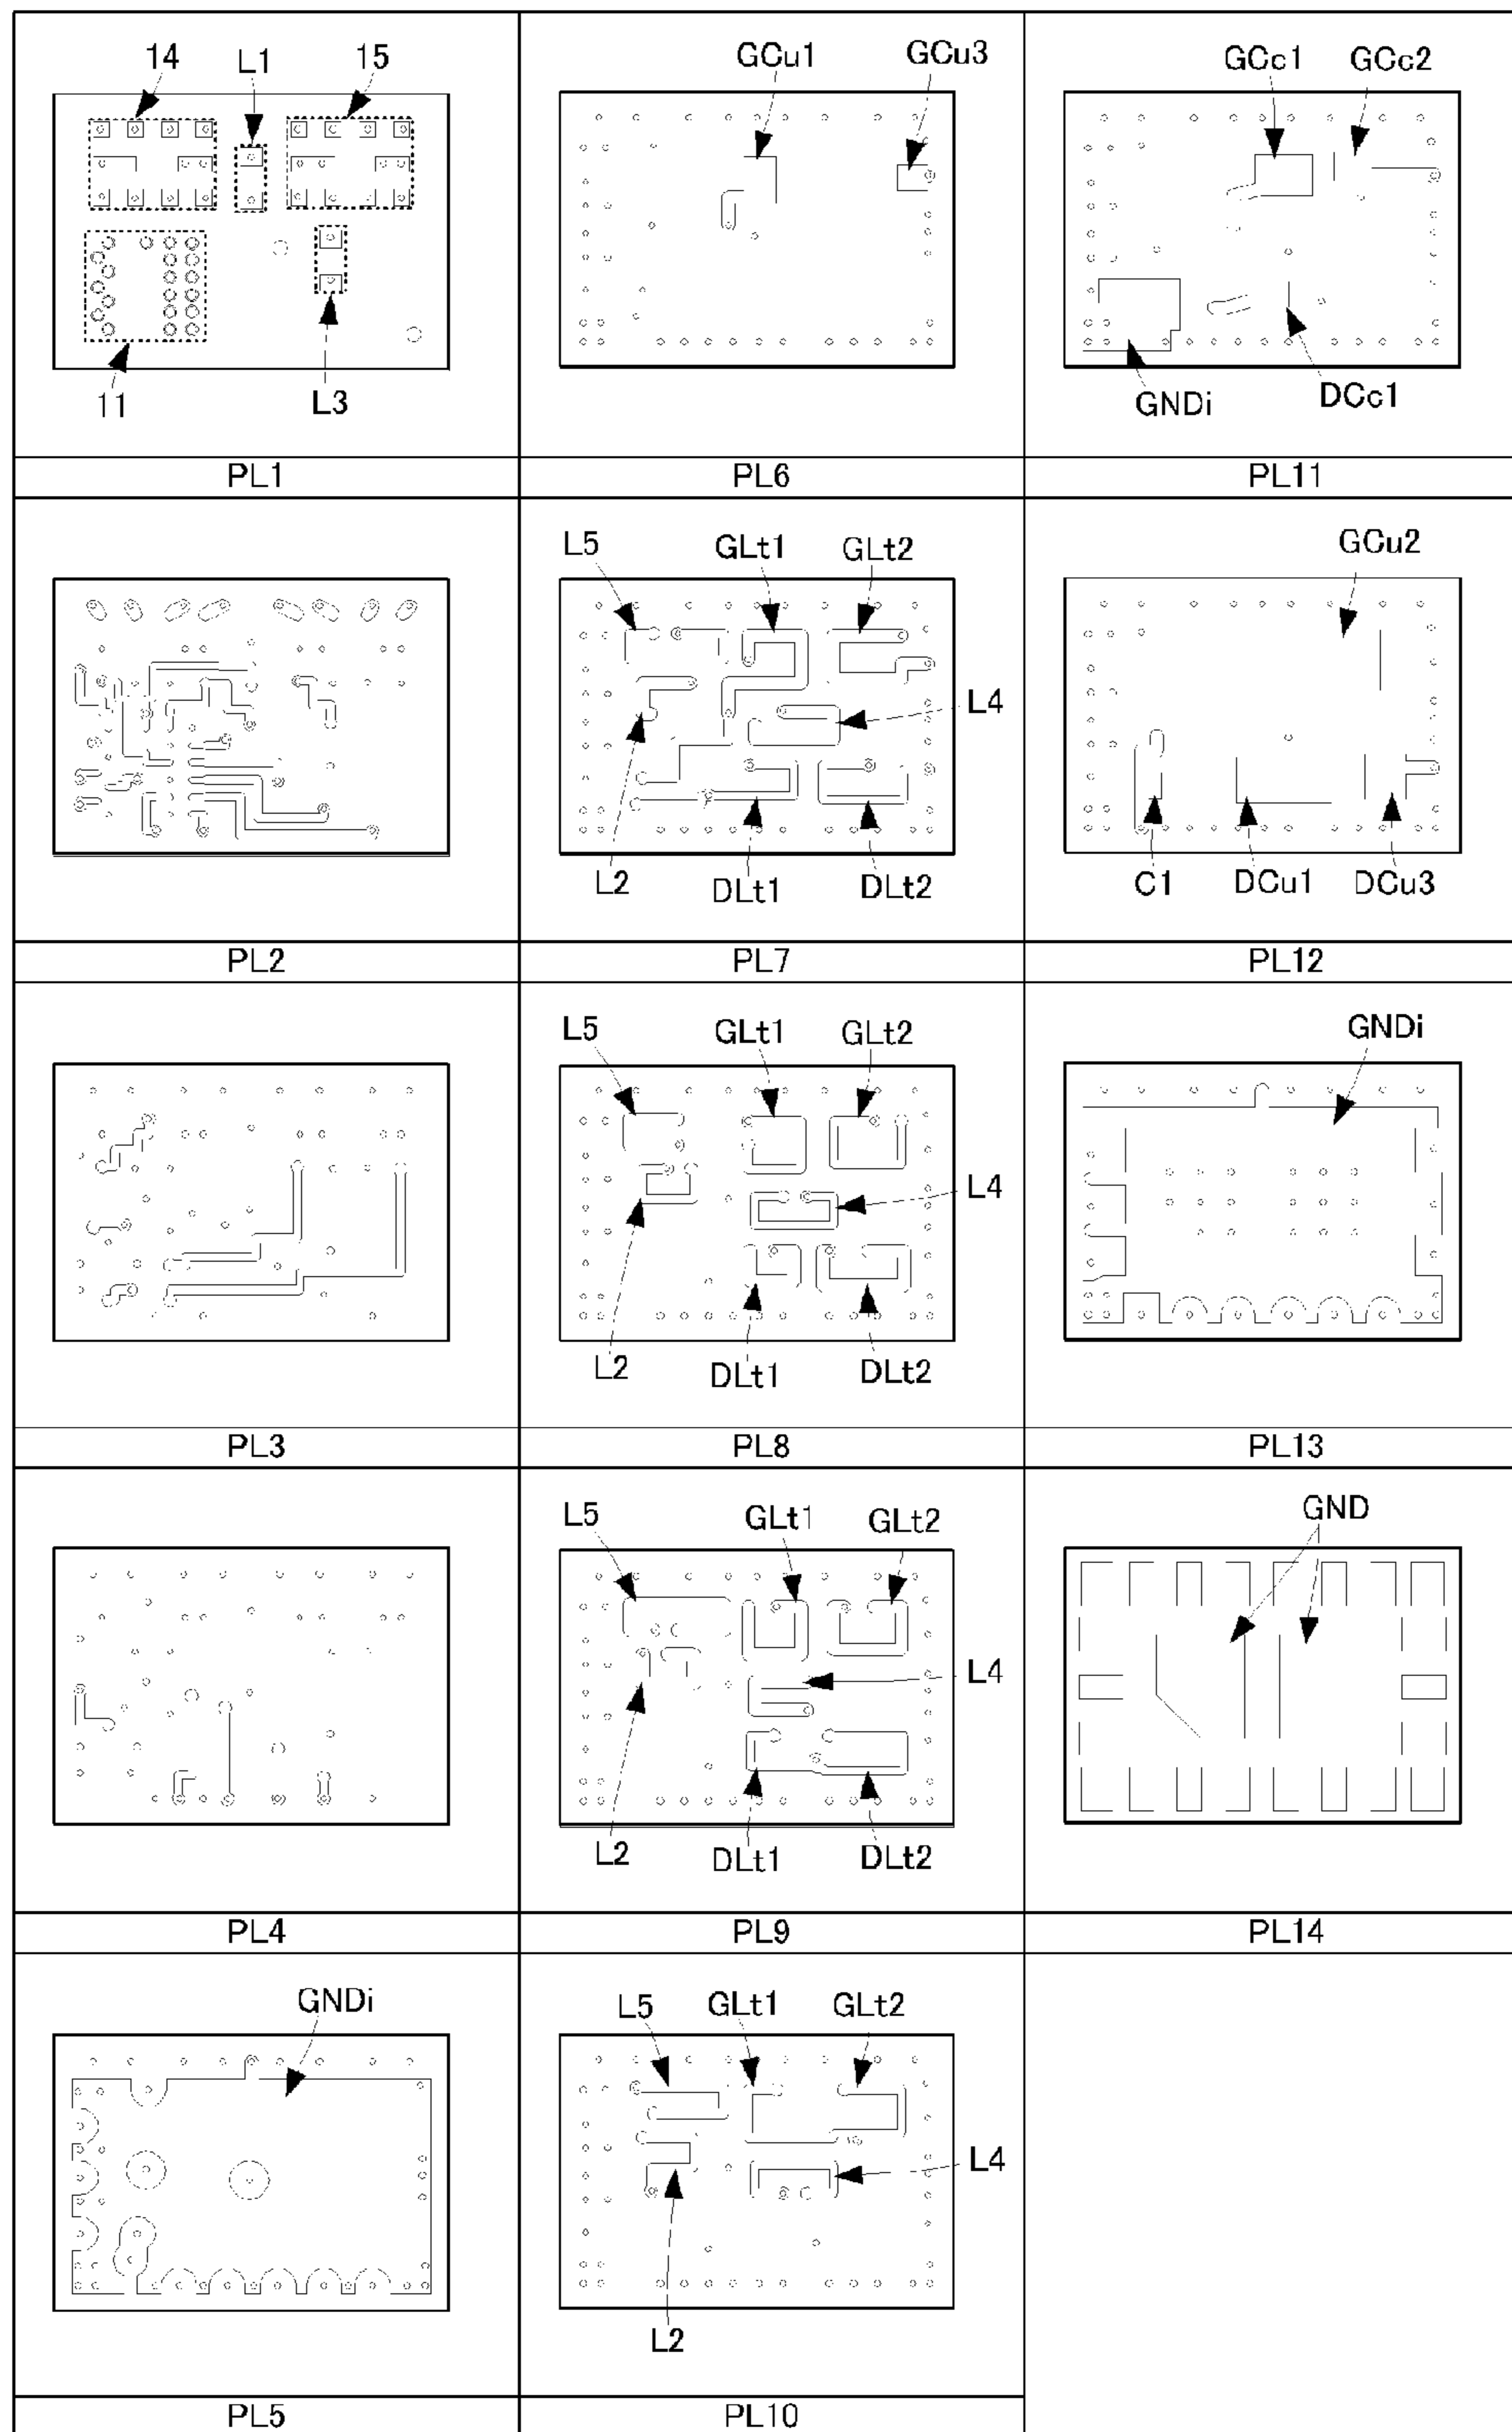 14 L1 15
11 L3
PL1
GCu1 GCu3
PL6
GCc1 GCc2
GNDi DCc1
PL11
PL2
L5 GLt1 GLt2
L4
L2 DLt1 DLt2
PL7
GCu2
C1 DCu1 DCu3
PL12
PL3
L5 GLt1 GLt2
L4
L2 DLt1 DLt2
PL8
GNDi
PL13
PL4
L5 GLt1 GLt2
L4
L2 DLt1 DLt2
PL9
GND
PL14
GNDi
PL5
L5 GLt1 GLt2
L4
L2
PL10